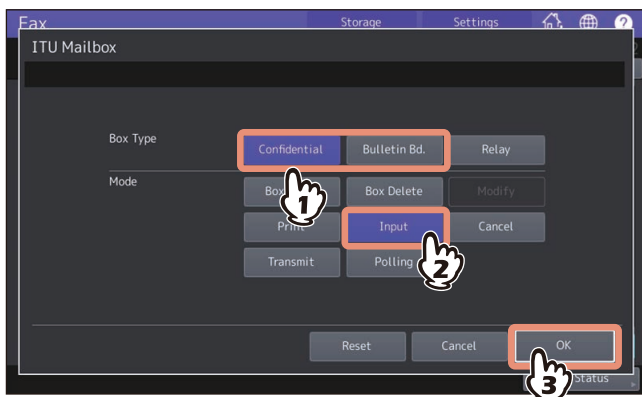 Fax Storage Settings ?
ITU Mailbox
Box Type Confidential Bulletin Bd. Relay
Mode Box Box Delete Modify
Print Input Cancel
Transmit Polling
Reset Cancel OK
Status
1
2
3